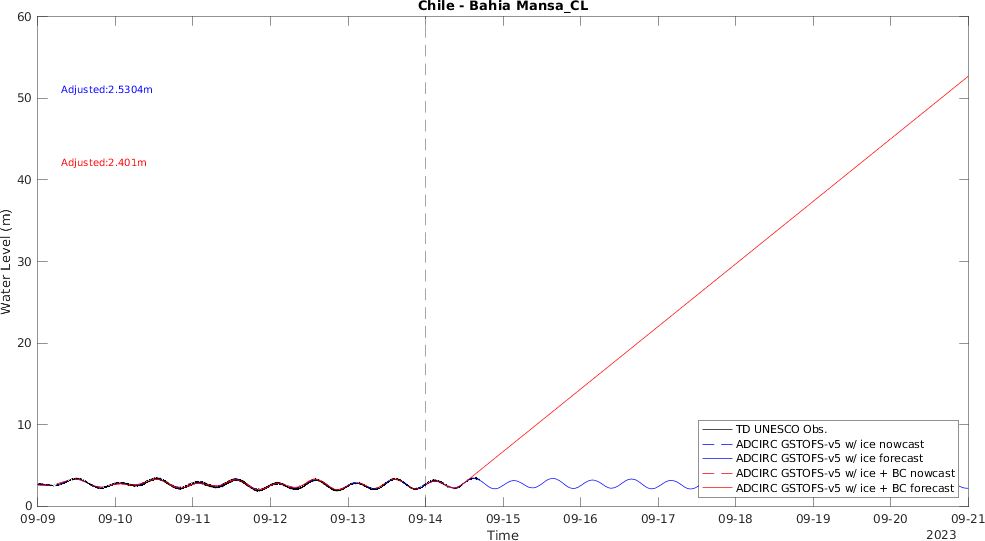 Chile - Bahia Mansa_CL
60
50
40
30
20
10
0
Water Level (m)
Adjusted:2.5304m
Adjusted:2.401m
TD UNESCO Obs.
ADCIRC GSTOFS-v5 w/ ice nowcast
ADCIRC GSTOFS-v5 w/ ice forecast
ADCIRC GSTOFS-v5 w/ ice + BC nowcast
ADCIRC GSTOFS-v5 w/ ice + BC forecast
09-09 09-10 09-11 09-12 09-13 09-14 09-15 09-16 09-17 09-18 09-19 09-20 09-21
Time
2023